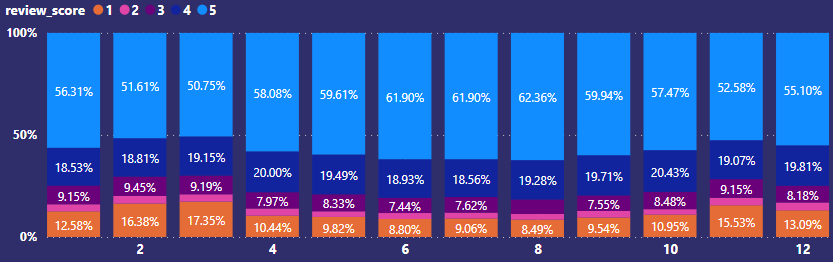 review_score 1 2 3 4 5
100%
56.31% 51.61% 50.75% 58.08% 59.61% 61.90% 61.90% 62.36% 59.94% 57.47% 52.58% 55.10%
50%
18.53% 18.81% 19.15% 20.00% 19.49% 18.93% 18.56% 19.28% 19.71% 20.43% 19.07% 19.81%
9.15% 9.45% 9.19% 7.97% 8.33% 7.44% 7.62% 7.55% 8.48% 9.15% 8.18%
12.58% 16.38% 17.35% 10.44% 9.82% 8.80% 9.06% 8.49% 9.54% 10.95% 15.53% 13.09%
0%
2 4 6 8 10 12